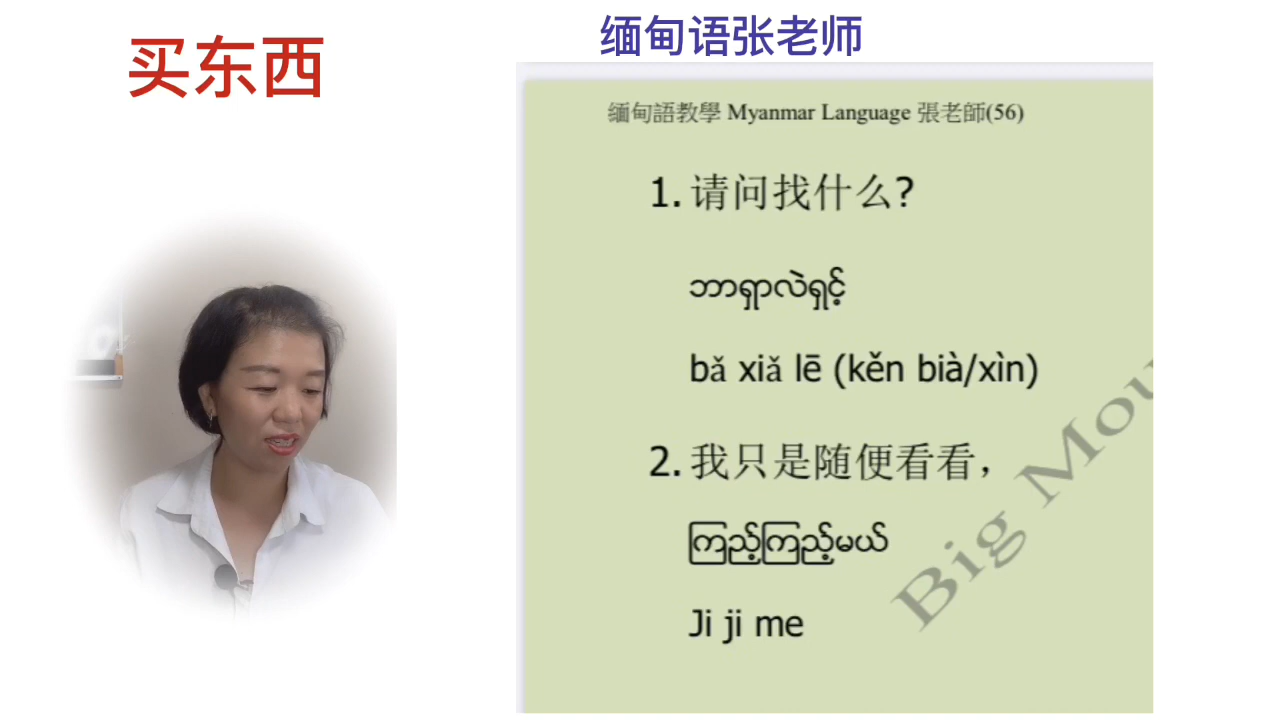 买东西
缅甸语张老师
缅甸語教學 Myanmar Language 張老師(56)
1. 请问找什么?
ဘာရှာလဲရှင့်
bǎ xiǎ lē (kěn bià/xìn)
2. 我只是随便看看，
ကြည့်ကြည့်မယ်
Ji ji me
Big Mou